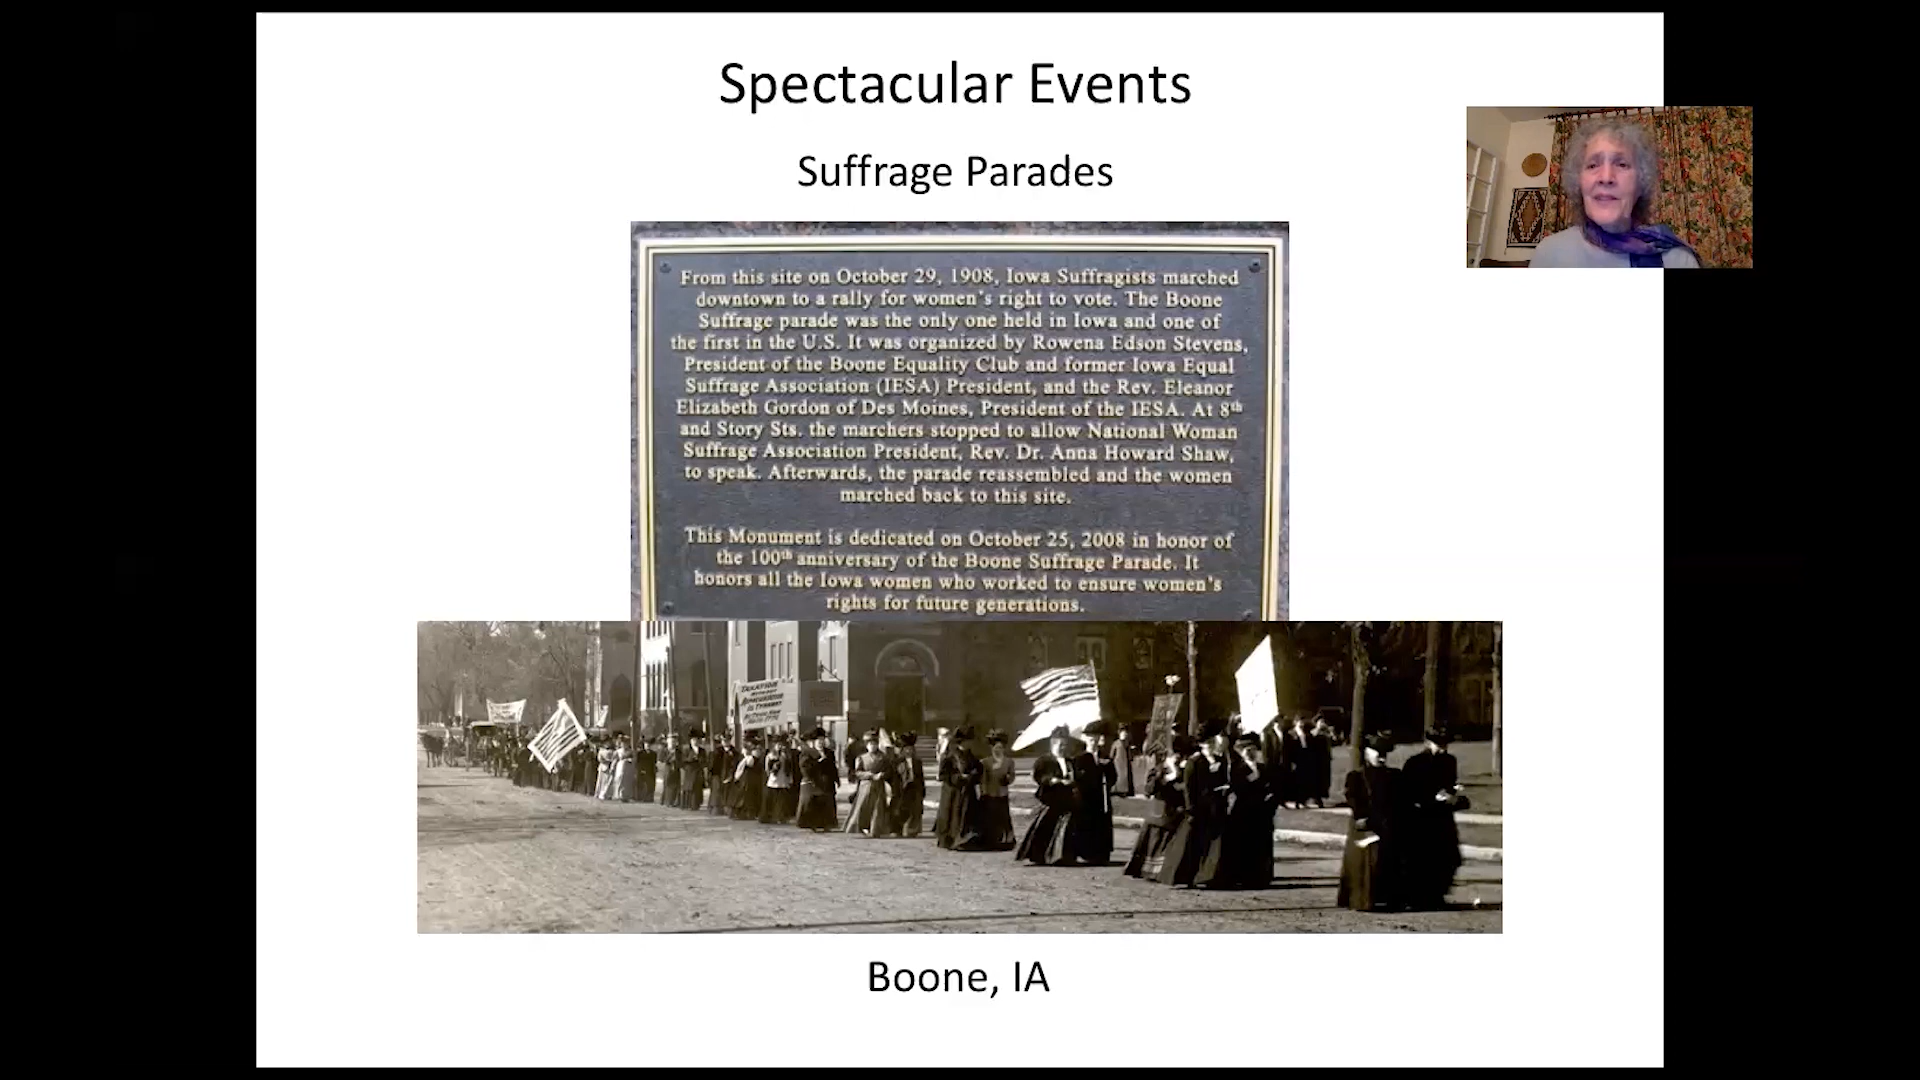 Spectacular Events
Suffrage Parades
From this site on October 29, 1908, Iowa Suffragists marched
downtown to a rally for women's right to vote. The Boone
Suffrage parade was the only one held in Iowa and one of
the first in the U.S. It was organized by Rowena Edson Stevens,
President of the Boone Equality Club and former Iowa Equal
Suffrage Association (IESA) President, and the Rev. Eleanor
Elizabeth Gordon of Des Moines, President of the IESA. At 8th
and Story Sts. the marchers stopped to allow National Woman
Suffrage Association President, Rev. Dr. Anna Howard Shaw,
to speak. Afterwards, the parade reassembled and the women
marched back to this site.
This Monument is dedicated on October 25, 2008 in honor of
the 100th anniversary of the Boone Suffrage Parade. It
honors all the Iowa women who worked to ensure women's
rights for future generations.
TAXATION
WITHOUT
REPRESENTATION
IS TYRANNY
Boone, IA